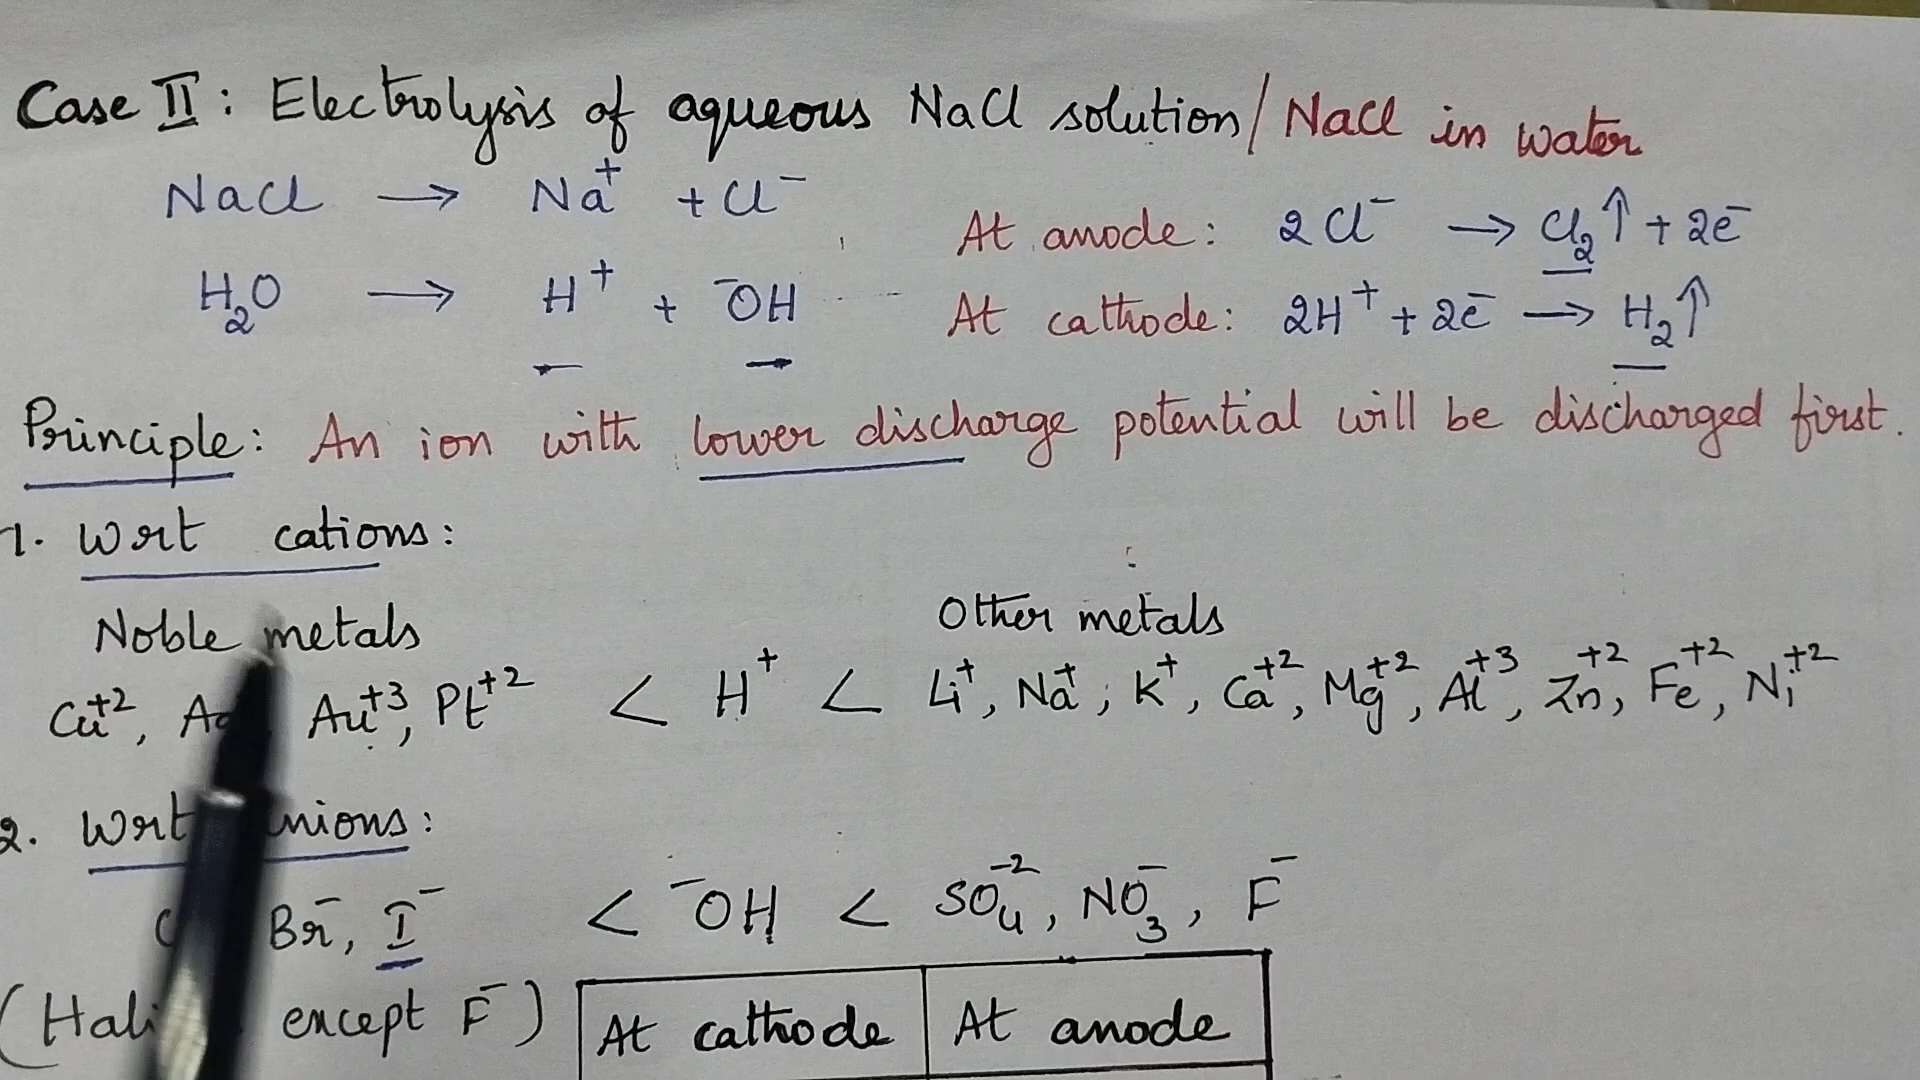 Case II : Electrolysis of aqueous NaCl solution / NaCl in water
NaCl → Na⁺ + Cl⁻
At anode : 2Cl⁻ → Cl₂↑ + 2e⁻
H₂O → H⁺ + ⁻OH
At cathode : 2H⁺ + 2e⁻ → H₂↑
Principle : An ion with lower discharge potential will be discharged first.
1. Wrt cations :
Noble metals
Other metals
Cu⁺², Au⁺³, Pt⁺² < H⁺ < Li⁺, Na⁺, K⁺, Ca⁺², Mg⁺², Al⁺³, Zn⁺², Fe⁺², Ni⁺²
2. Wrt :
Br⁻, I⁻ < ⁻OH < SO₄⁻², NO₃⁻, F⁻
( except F⁻)
At cathode
At anode